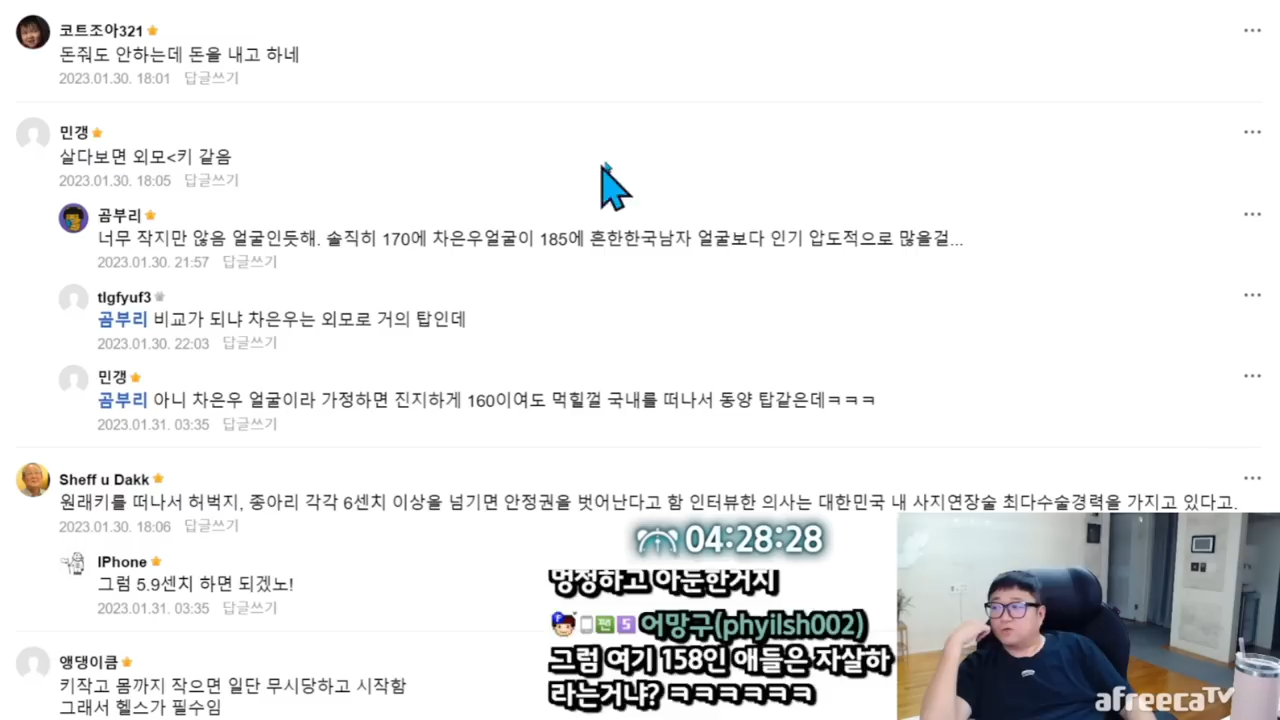 코트조아321
돈줘도 안하는데 돈을 내고 하네
2023.01.30. 18:01 답글쓰기
민갱
살다보면 외모<키 같음
2023.01.30. 18:05 답글쓰기
곰부리
너무 작지만 않음 얼굴인듯해. 솔직히 170에 차은우얼굴이 185에 흔한한국남자 얼굴보다 인기 압도적으로 많을걸...
2023.01.30. 21:57 답글쓰기
tlgfyuf3
곰부리 비교가 되냐 차은우는 외모로 거의 탑인데
2023.01.30. 22:03 답글쓰기
민갱
곰부리 아니 차은우 얼굴이라 가정하면 진지하게 160이여도 먹힐껄 국내를 떠나서 동양 탑같은데ㅋㅋㅋ
2023.01.31. 03:35 답글쓰기
Sheff u Dakk
원래키를 떠나서 허벅지, 종아리 각각 6센치 이상을 넘기면 안정권을 벗어난다고 함 인터뷰한 의사는 대한민국 내 사지연장술 최다수술경력을 가지고 있다고.
2023.01.30. 18:06 답글쓰기
IPhone
그럼 5.9센치 하면 되겠노!
2023.01.31. 03:35 답글쓰기
앵댕이큼
키작고 몸까지 작으면 일단 무시당하고 시작함
그래서 헬스가 필수임
04:28:28
멍청하고 아둔한거지
P 팬 5 어망구(phyilsh002)
그럼 여기 158인 애들은 자살하
라는거냐? ㅋㅋㅋㅋㅋㅋ
afreecaTV